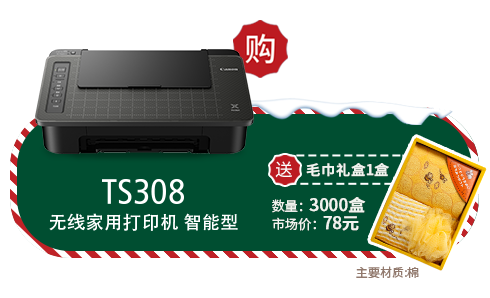 购
Canon
TS308
无线家用打印机 智能型
送 毛巾礼盒1盒
数量：3000盒
市场价：78元
主要材质:棉